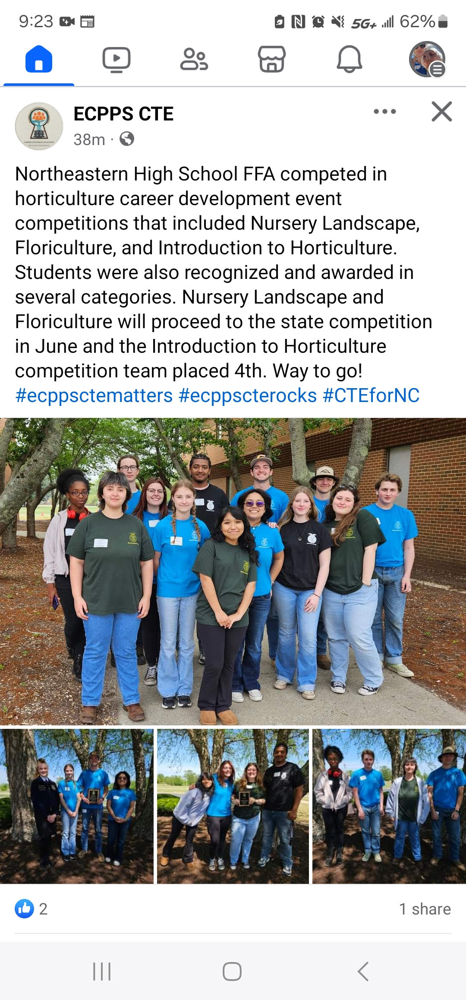 9:23
5G+ 62%
ECPPS CTE
38m ·
Northeastern High School FFA competed in
horticulture career development event
competitions that included Nursery Landscape,
Floriculture, and Introduction to Horticulture.
Students were also recognized and awarded in
several categories. Nursery Landscape and
Floriculture will proceed to the state competition
in June and the Introduction to Horticulture
competition team placed 4th. Way to go!
#ecppsctematters #ecppscterocks #CTEforNC
2
1 share